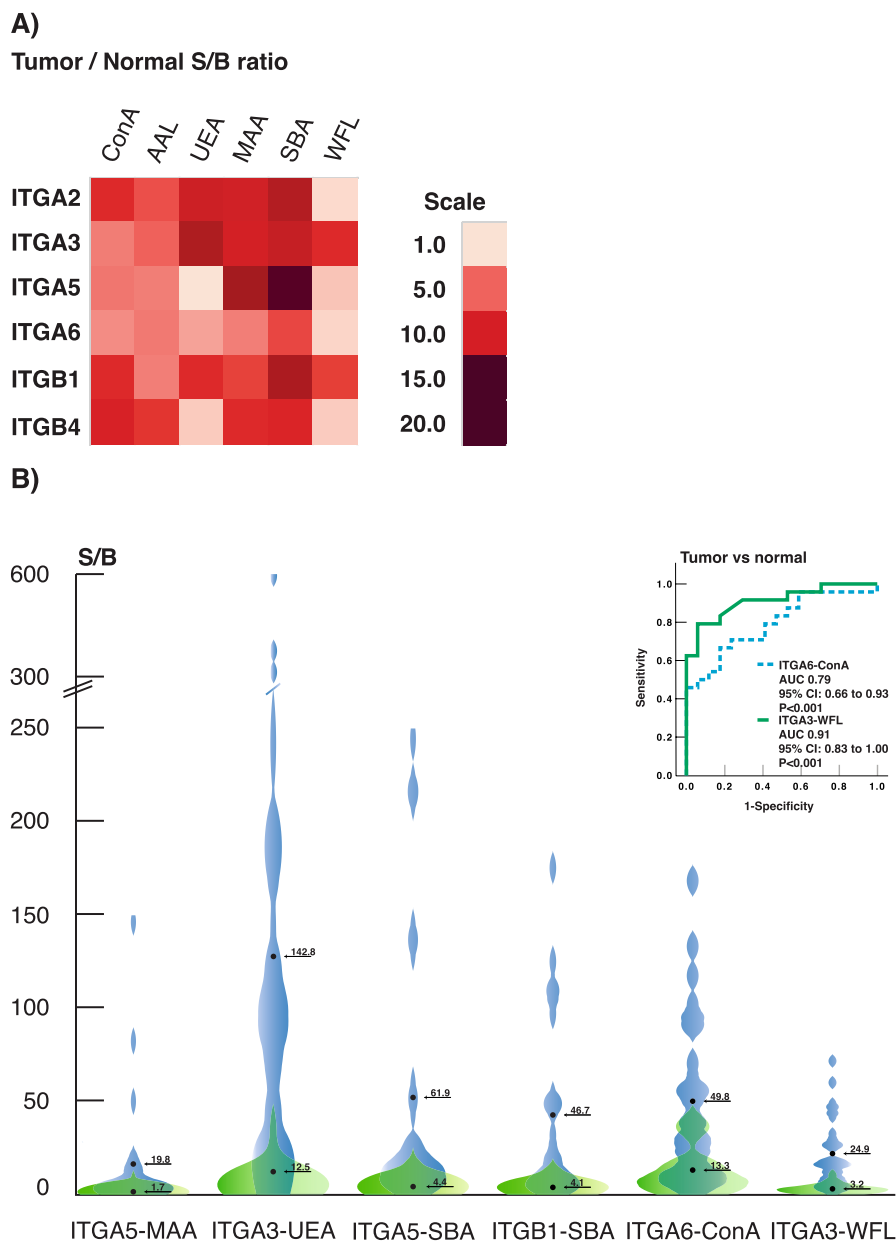 A)
Tumor / Normal S/B ratio
ConA AAL UEA MAA SBA WFL
ITGA2
ITGA3
ITGA5
ITGA6
ITGB1
ITGB4
Scale
1.0
5.0
10.0
15.0
20.0
B)
S/B
600
300
250
200
150
100
50
0
142.8
12.5
19.8
1.7
61.9
4.4
46.7
4.1
49.8
13.3
24.9
3.2
ITGA5-MAA ITGA3-UEA ITGA5-SBA ITGB1-SBA ITGA6-ConA ITGA3-WFL
Tumor vs normal
Sensitivity
1.0
0.8
0.6
0.4
0.2
0.0
ITGA6-ConA
AUC 0.79
95% CI: 0.66 to 0.93
P<0.001
ITGA3-WFL
AUC 0.91
95% CI: 0.83 to 1.00
P<0.001
0.0 0.2 0.4 0.6 0.8 1.0
1-Specificity